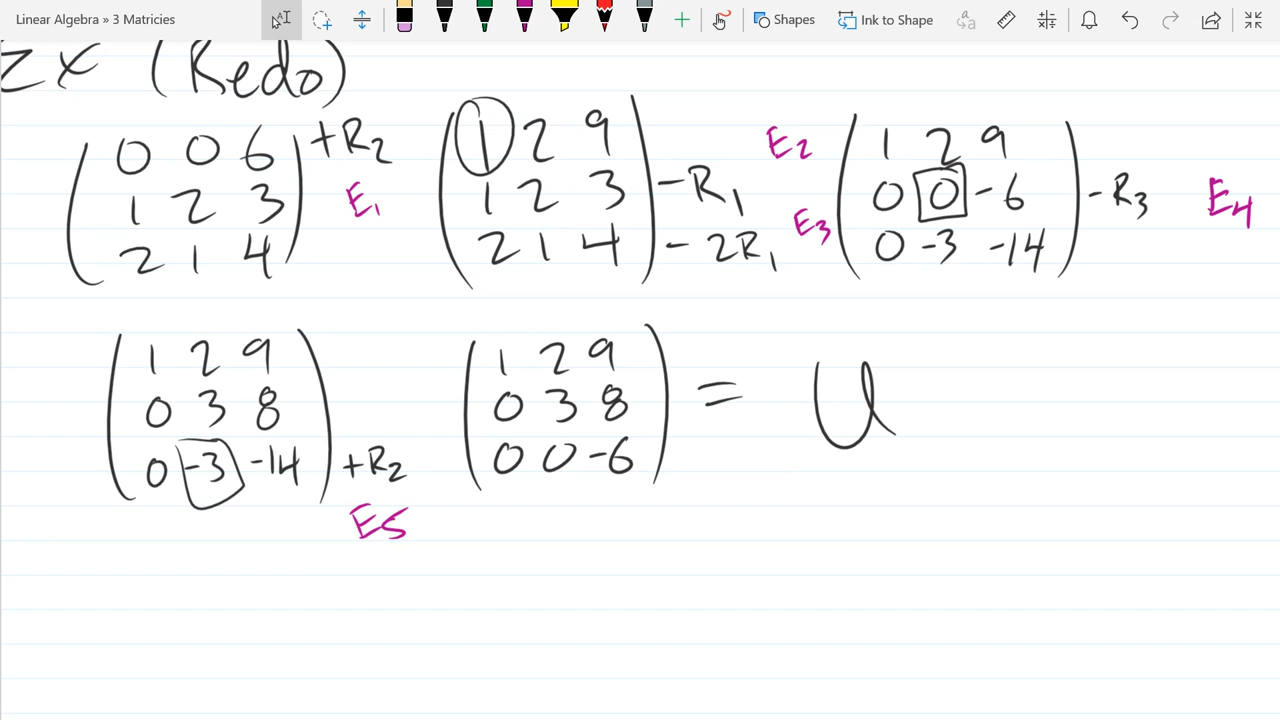 Linear Algebra » 3 Matricies
Shapes
Ink to Shape
Ex (Redo)
0 0 6 +R2
1 2 3 E1
2 1 4
1 2 9
1 2 3 -R1
2 1 4 -2R1
E2
E3
1 2 9
0 0 -6 -R3
0 -3 -14
E4
1 2 9
0 3 8
0 -3 -14 +R2
E5
1 2 9
0 3 8
0 0 -6
= U